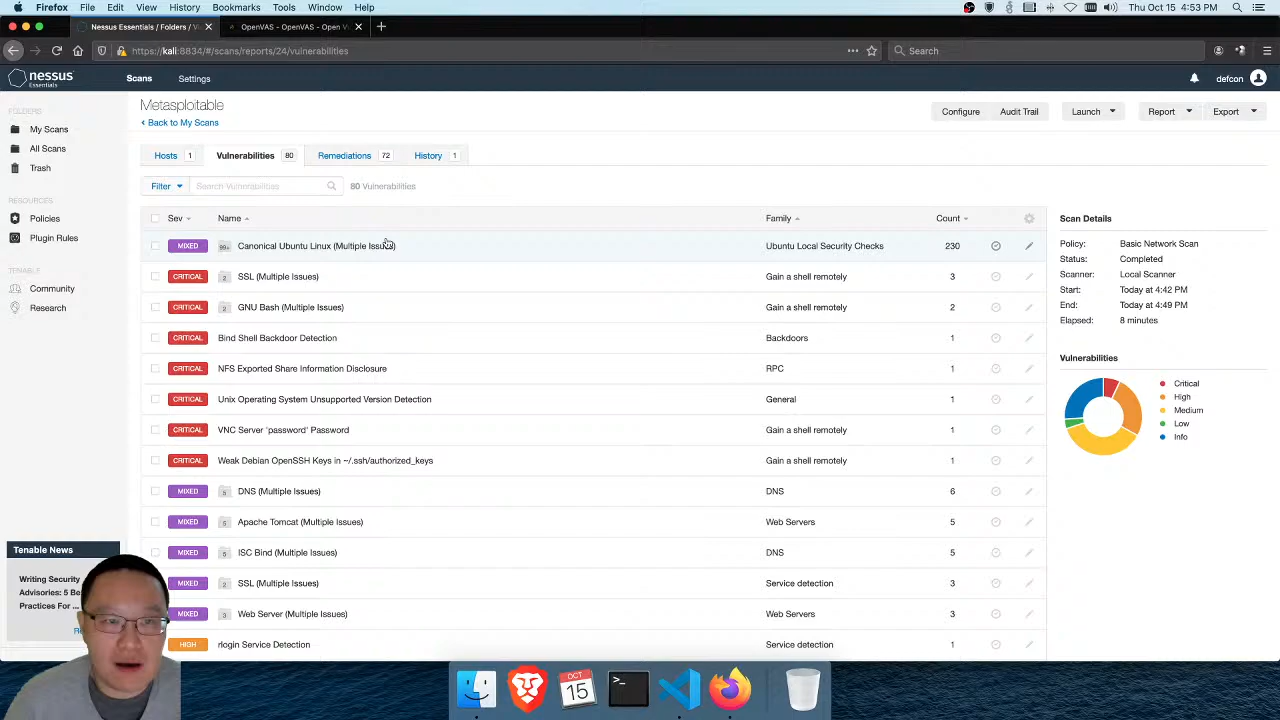 Firefox File Edit View History Bookmarks Tools Window Help Thu Oct 15 4:53 PM
Nessus Essentials / Folders / Vi
OpenVAS - OpenVAS - Open V
https://kali:8834/#/scans/reports/24/vulnerabilities
Search
nessus Essentials
Scans
Settings
defcon
FOLDERS
My Scans
All Scans
Trash
RESOURCES
Policies
Plugin Rules
TENABLE
Community
Research
Metasploitable
Back to My Scans
Configure Audit Trail Launch Report Export
Hosts 1 Vulnerabilities 80 Remediations 72 History 1
Filter Search Vulnerabilities 80 Vulnerabilities
Sev Name Family Count
MIXED 99+ Canonical Ubuntu Linux (Multiple Issues) Ubuntu Local Security Checks 230
CRITICAL 2 SSL (Multiple Issues) Gain a shell remotely 3
CRITICAL 2 GNU Bash (Multiple Issues) Gain a shell remotely 2
CRITICAL Bind Shell Backdoor Detection Backdoors 1
CRITICAL NFS Exported Share Information Disclosure RPC 1
CRITICAL Unix Operating System Unsupported Version Detection General 1
CRITICAL VNC Server 'password' Password Gain a shell remotely 1
CRITICAL Weak Debian OpenSSH Keys in ~/.ssh/authorized_keys Gain a shell remotely 1
MIXED 5 DNS (Multiple Issues) DNS 6
MIXED 5 Apache Tomcat (Multiple Issues) Web Servers 5
MIXED 5 ISC Bind (Multiple Issues) DNS 5
MIXED 2 SSL (Multiple Issues) Service detection 3
MIXED 3 Web Server (Multiple Issues) Web Servers 3
HIGH rlogin Service Detection Service detection 1
Scan Details
Policy: Basic Network Scan
Status: Completed
Scanner: Local Scanner
Start: Today at 4:42 PM
End: Today at 4:49 PM
Elapsed: 8 minutes
Vulnerabilities
Critical
High
Medium
Low
Info
Tenable News
Writing Security
Advisories: 5 Be
Practices For ...
OCT
15